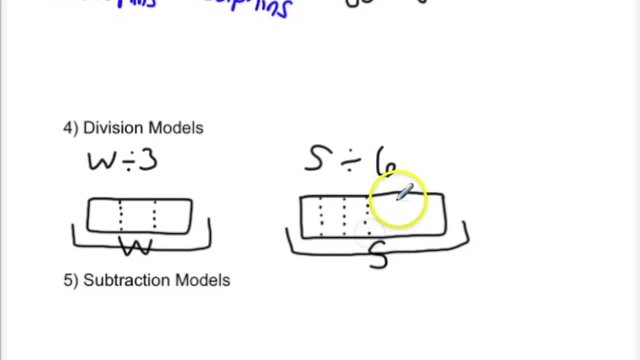 4) Division Models
W ÷ 3 S ÷ 6
W S
5) Subtraction Models